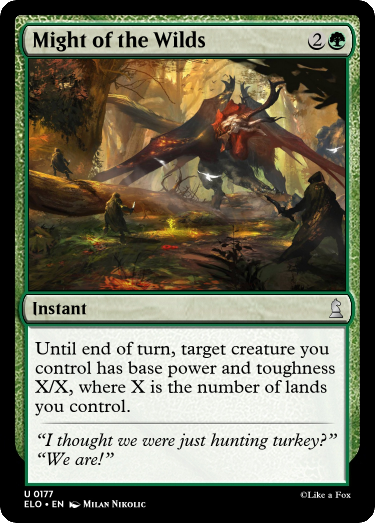 Might of the Wilds 2
Instant
Until end of turn, target creature you
control has base power and toughness
X/X, where X is the number of lands
you control.
“I thought we were just hunting turkey?”
“We are!”
U 0177
ELO • EN Milan Nikolic
©Like a Fox